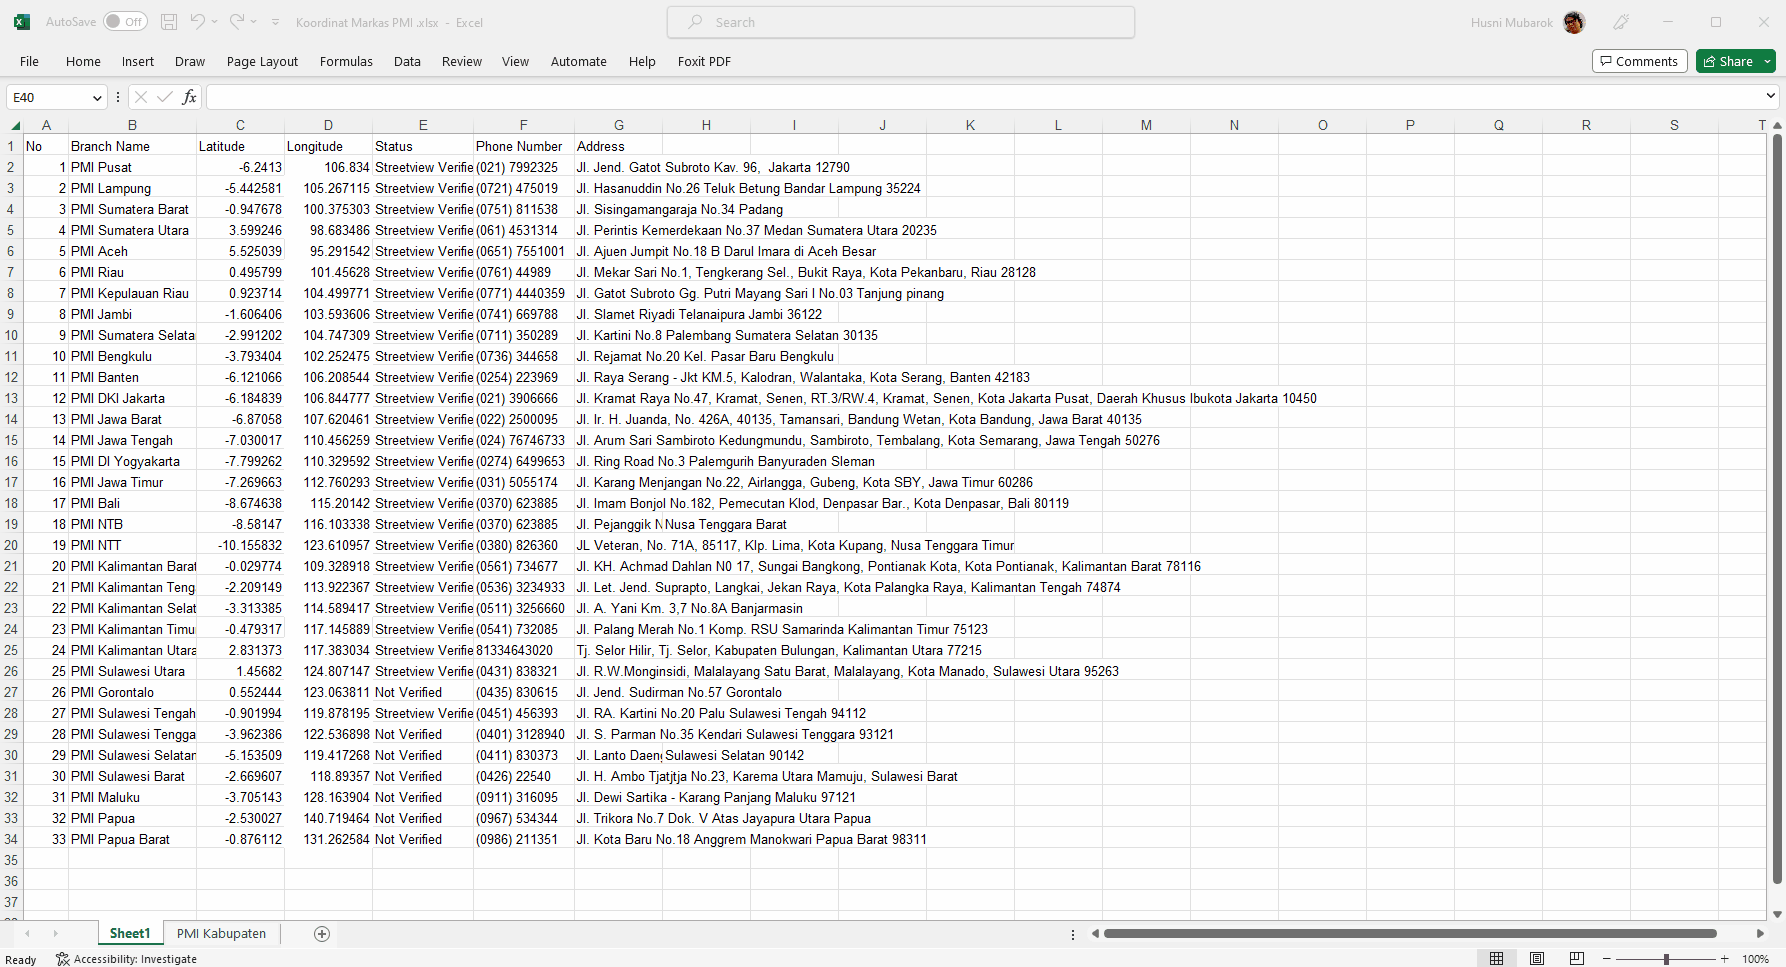 AutoSave Off Koordinat Markas PMI .xlsx - Excel Search Husni Mubarok
File Home Insert Draw Page Layout Formulas Data Review View Automate Help Foxit PDF Comments Share
E40 fx
A B C D E F G H I J K L M N O P Q R S T
1 No Branch Name Latitude Longitude Status Phone Number Address
2 1 PMI Pusat -6.2413 106.834 Streetview Verifie (021) 7992325 Jl. Jend. Gatot Subroto Kav. 96, Jakarta 12790
3 2 PMI Lampung -5.442581 105.267115 Streetview Verifie (0721) 475019 Jl. Hasanuddin No.26 Teluk Betung Bandar Lampung 35224
4 3 PMI Sumatera Barat -0.947678 100.375303 Streetview Verifie (0751) 811538 Jl. Sisingamangaraja No.34 Padang
5 4 PMI Sumatera Utara 3.599246 98.683486 Streetview Verifie (061) 4531314 Jl. Perintis Kemerdekaan No.37 Medan Sumatera Utara 20235
6 5 PMI Aceh 5.525039 95.291542 Streetview Verifie (0651) 7551001 Jl. Ajuen Jumpit No.18 B Darul Imara di Aceh Besar
7 6 PMI Riau 0.495799 101.45628 Streetview Verifie (0761) 44989 Jl. Mekar Sari No.1, Tengkerang Sel., Bukit Raya, Kota Pekanbaru, Riau 28128
8 7 PMI Kepulauan Riau 0.923714 104.499771 Streetview Verifie (0771) 4440359 Jl. Gatot Subroto Gg. Putri Mayang Sari I No.03 Tanjung pinang
9 8 PMI Jambi -1.606406 103.593606 Streetview Verifie (0741) 669788 Jl. Slamet Riyadi Telanaipura Jambi 36122
10 9 PMI Sumatera Selata -2.991202 104.747309 Streetview Verifie (0711) 350289 Jl. Kartini No.8 Palembang Sumatera Selatan 30135
11 10 PMI Bengkulu -3.793404 102.252475 Streetview Verifie (0736) 344658 Jl. Rejamat No.20 Kel. Pasar Baru Bengkulu
12 11 PMI Banten -6.121066 106.208544 Streetview Verifie (0254) 223969 Jl. Raya Serang - Jkt KM.5, Kalodran, Walantaka, Kota Serang, Banten 42183
13 12 PMI DKI Jakarta -6.184839 106.844777 Streetview Verifie (021) 3906666 Jl. Kramat Raya No.47, Kramat, Senen, RT.3/RW.4, Kramat, Senen, Kota Jakarta Pusat, Daerah Khusus Ibukota Jakarta 10450
14 13 PMI Jawa Barat -6.87058 107.620461 Streetview Verifie (022) 2500095 Jl. Ir. H. Juanda, No. 426A, 40135, Tamansari, Bandung Wetan, Kota Bandung, Jawa Barat 40135
15 14 PMI Jawa Tengah -7.030017 110.456259 Streetview Verifie (024) 76746733 Jl. Arum Sari Sambiroto Kedungmundu, Sambiroto, Tembalang, Kota Semarang, Jawa Tengah 50276
16 15 PMI DI Yogyakarta -7.799262 110.329592 Streetview Verifie (0274) 6499653 Jl. Ring Road No.3 Palemgurih Banyuraden Sleman
17 16 PMI Jawa Timur -7.269663 112.760293 Streetview Verifie (031) 5055174 Jl. Karang Menjangan No.22, Airlangga, Gubeng, Kota SBY, Jawa Timur 60286
18 17 PMI Bali -8.674638 115.20142 Streetview Verifie (0370) 623885 Jl. Imam Bonjol No.182, Pemecutan Klod, Denpasar Bar., Kota Denpasar, Bali 80119
19 18 PMI NTB -8.58147 116.103338 Streetview Verifie (0370) 623885 Jl. Pejanggik N Nusa Tenggara Barat
20 19 PMI NTT -10.155832 123.610957 Streetview Verifie (0380) 826360 JL Veteran, No. 71A, 85117, Klp. Lima, Kota Kupang, Nusa Tenggara Timur
21 20 PMI Kalimantan Barat -0.029774 109.328918 Streetview Verifie (0561) 734677 Jl. KH. Achmad Dahlan N0 17, Sungai Bangkong, Pontianak Kota, Kota Pontianak, Kalimantan Barat 78116
22 21 PMI Kalimantan Teng -2.209149 113.922367 Streetview Verifie (0536) 3234933 Jl. Let. Jend. Suprapto, Langkai, Jekan Raya, Kota Palangka Raya, Kalimantan Tengah 74874
23 22 PMI Kalimantan Selat -3.313385 114.589417 Streetview Verifie (0511) 3256660 Jl. A. Yani Km. 3,7 No.8A Banjarmasin
24 23 PMI Kalimantan Timu -0.479317 117.145889 Streetview Verifie (0541) 732085 Jl. Palang Merah No.1 Komp. RSU Samarinda Kalimantan Timur 75123
25 24 PMI Kalimantan Utara 2.831373 117.383034 Streetview Verifie 81334643020 Tj. Selor Hilir, Tj. Selor, Kabupaten Bulungan, Kalimantan Utara 77215
26 25 PMI Sulawesi Utara 1.45682 124.807147 Streetview Verifie (0431) 838321 Jl. R.W.Monginsidi, Malalayang Satu Barat, Malalayang, Kota Manado, Sulawesi Utara 95263
27 26 PMI Gorontalo 0.552444 123.063811 Not Verified (0435) 830615 Jl. Jend. Sudirman No.57 Gorontalo
28 27 PMI Sulawesi Tengah -0.901994 119.878195 Streetview Verifie (0451) 456393 Jl. RA. Kartini No.20 Palu Sulawesi Tengah 94112
29 28 PMI Sulawesi Tengga -3.962386 122.536898 Not Verified (0401) 3128940 Jl. S. Parman No.35 Kendari Sulawesi Tenggara 93121
30 29 PMI Sulawesi Selatan -5.153509 119.417268 Not Verified (0411) 830373 Jl. Lanto Daeng Sulawesi Selatan 90142
31 30 PMI Sulawesi Barat -2.669607 118.89357 Not Verified (0426) 22540 Jl. H. Ambo Tjatjtja No.23, Karema Utara Mamuju, Sulawesi Barat
32 31 PMI Maluku -3.705143 128.163904 Not Verified (0911) 316095 Jl. Dewi Sartika - Karang Panjang Maluku 97121
33 32 PMI Papua -2.530027 140.719464 Not Verified (0967) 534344 Jl. Trikora No.7 Dok. V Atas Jayapura Utara Papua
34 33 PMI Papua Barat -0.876112 131.262584 Not Verified (0986) 211351 Jl. Kota Baru No.18 Anggrem Manokwari Papua Barat 98311
35
36
37
Sheet1 PMI Kabupaten
Ready Accessibility: Investigate 100%